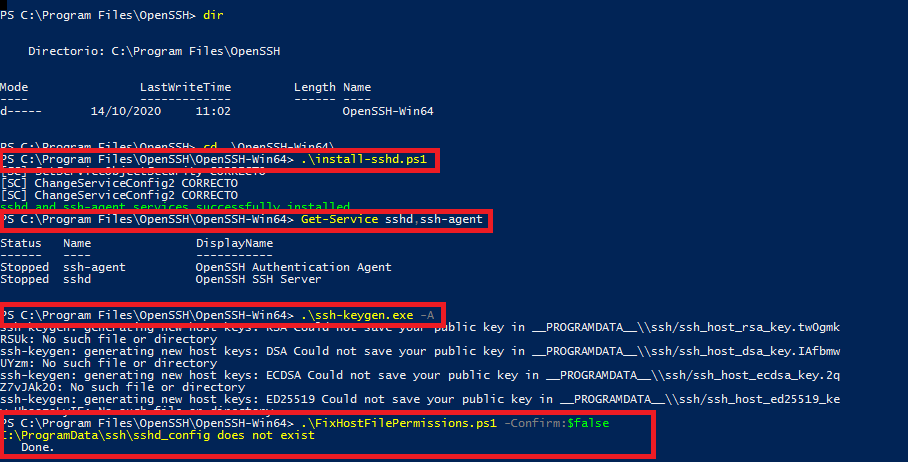 PS C:\Program Files\OpenSSH> dir
Directorio: C:\Program Files\OpenSSH
Mode LastWriteTime Length Name
---- ------------- ------ ----
d----- 14/10/2020 11:02 OpenSSH-Win64
PS C:\Program Files\OpenSSH> cd .\OpenSSH-Win64\
PS C:\Program Files\OpenSSH\OpenSSH-Win64> .\install-sshd.ps1
[SC] SetServiceObjectSecurity CORRECTO
[SC] ChangeServiceConfig2 CORRECTO
[SC] ChangeServiceConfig2 CORRECTO
sshd and ssh-agent services successfully installed
PS C:\Program Files\OpenSSH\OpenSSH-Win64> Get-Service sshd,ssh-agent
Status Name DisplayName
------ ---- -----------
Stopped ssh-agent OpenSSH Authentication Agent
Stopped sshd OpenSSH SSH Server
PS C:\Program Files\OpenSSH\OpenSSH-Win64> .\ssh-keygen.exe -A
ssh-keygen: generating new host keys: RSA Could not save your public key in __PROGRAMDATA__\\ssh/ssh_host_rsa_key.twOgmk
RSUk: No such file or directory
ssh-keygen: generating new host keys: DSA Could not save your public key in __PROGRAMDATA__\\ssh/ssh_host_dsa_key.IAfbmw
UYzm: No such file or directory
ssh-keygen: generating new host keys: ECDSA Could not save your public key in __PROGRAMDATA__\\ssh/ssh_host_ecdsa_key.2q
Z7vJAk2O: No such file or directory
ssh-keygen: generating new host keys: ED25519 Could not save your public key in __PROGRAMDATA__\\ssh/ssh_host_ed25519_ke
No such file or directory
PS C:\Program Files\OpenSSH\OpenSSH-Win64> .\FixHostFilePermissions.ps1 -Confirm:$false
C:\ProgramData\ssh\sshd_config does not exist
Done.